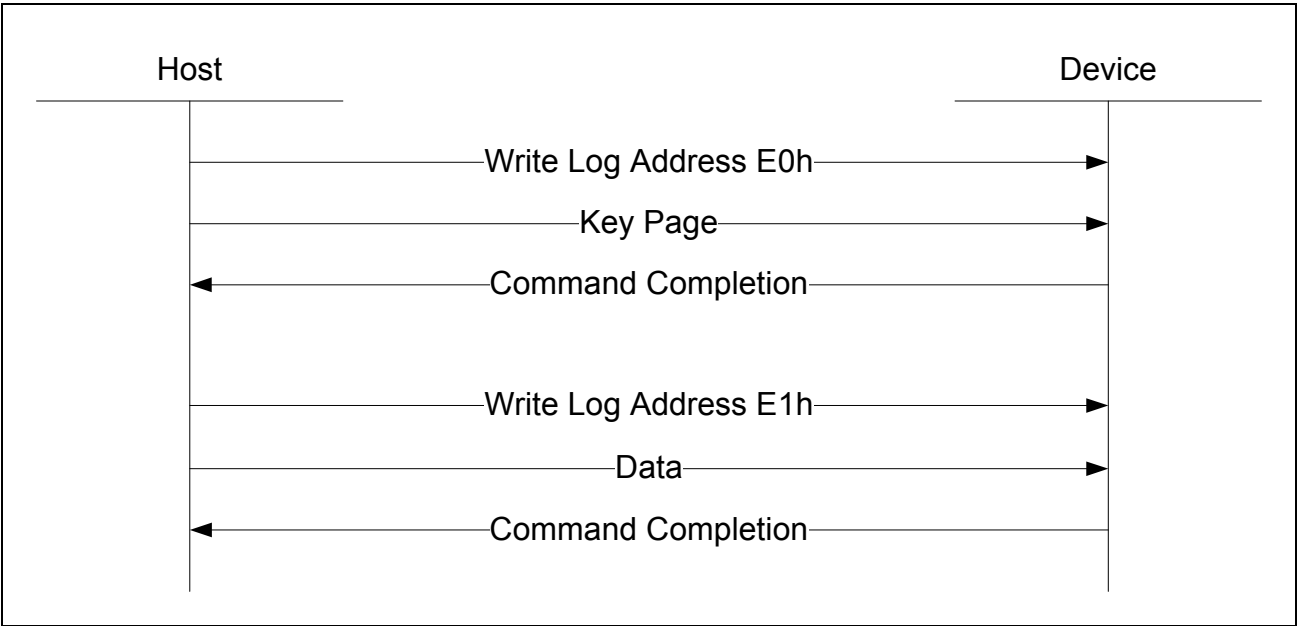 Host
Device
Write Log Address E0h
Key Page
Command Completion
Write Log Address E1h
Data
Command Completion